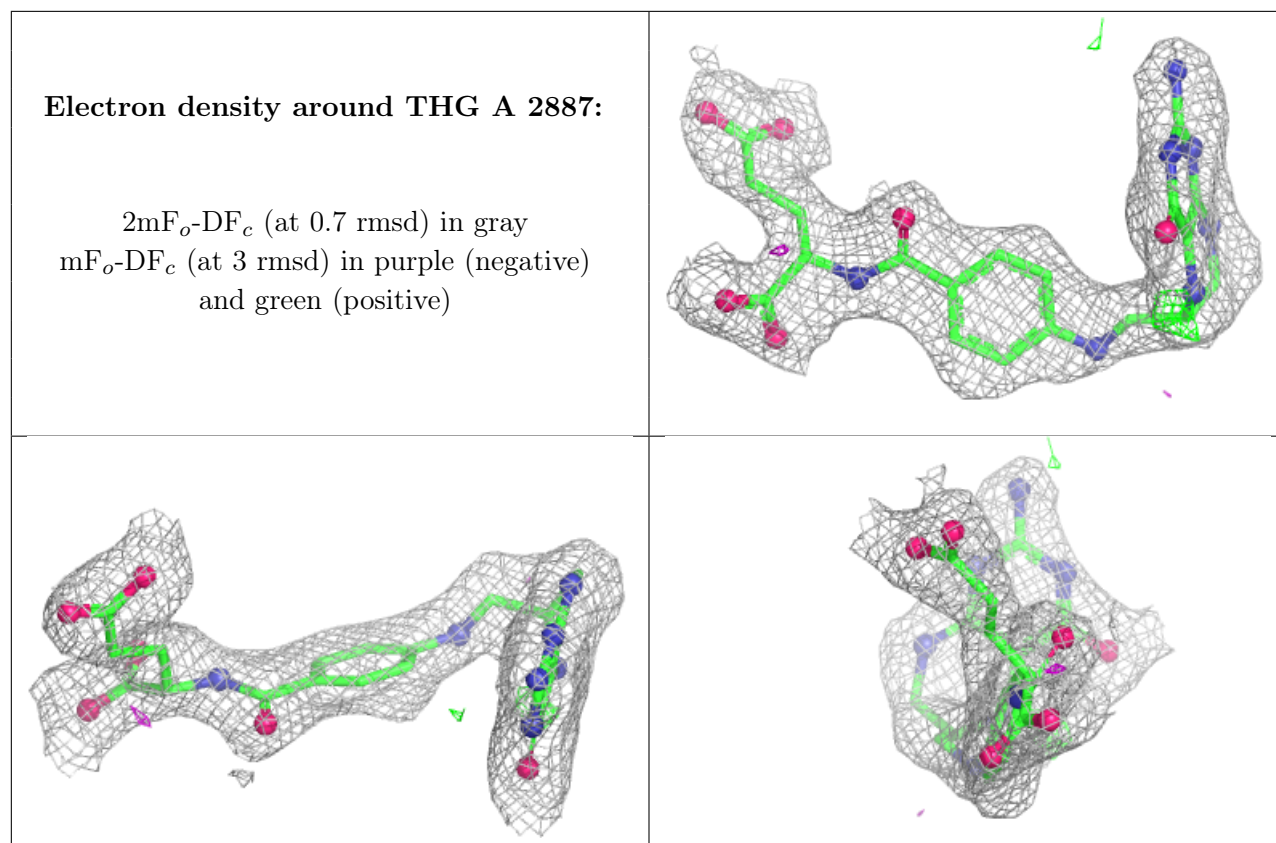 Electron density around THG A 2887:
2mFo-DFc (at 0.7 rmsd) in gray
mFo-DFc (at 3 rmsd) in purple (negative)
and green (positive)